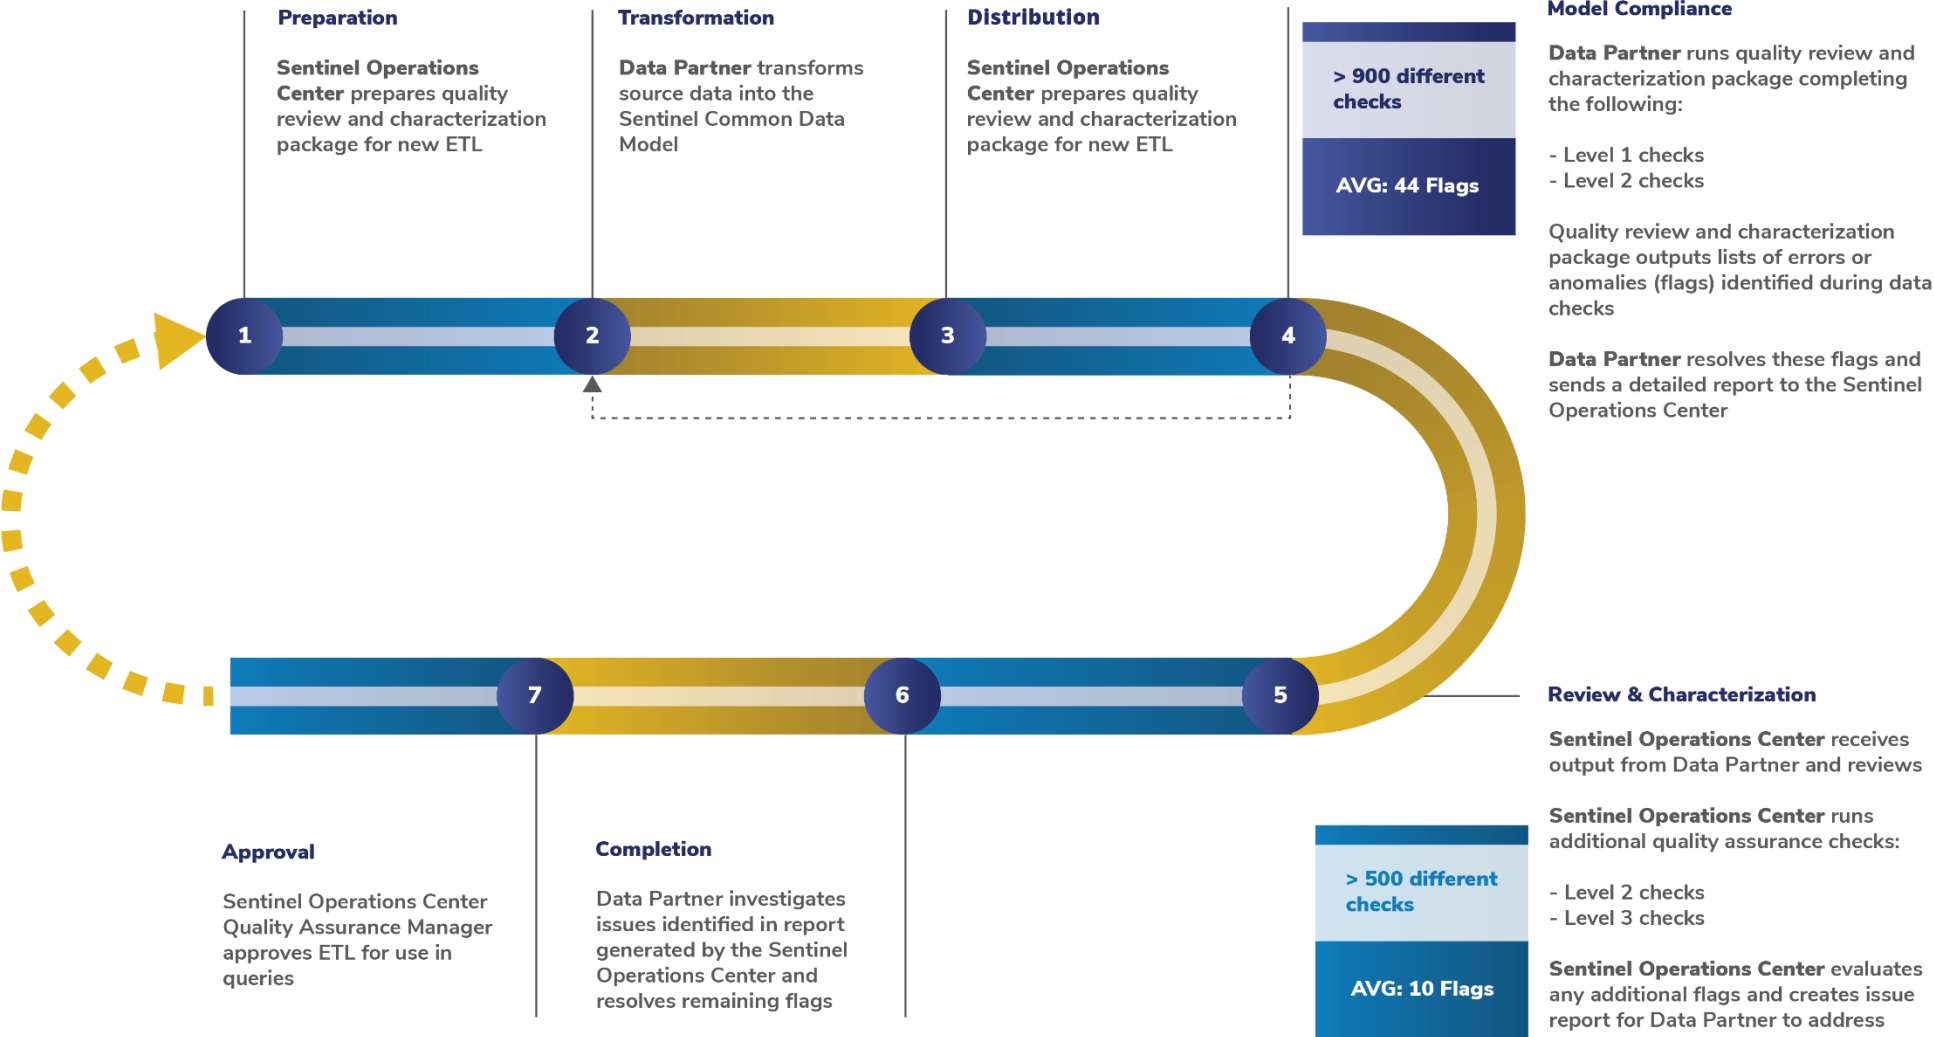 Preparation
Sentinel Operations
Center prepares quality
review and characterization
package for new ETL
Transformation
Data Partner transforms
source data into the
Sentinel Common Data
Model
Distribution
Sentinel Operations
Center prepares quality
review and characterization
package for new ETL
> 900 different
checks
AVG: 44 Flags
Model Compliance
Data Partner runs quality review and
characterization package completing
the following:
- Level 1 checks
- Level 2 checks
Quality review and characterization
package outputs lists of errors or
anomalies (flags) identified during data
checks
Data Partner resolves these flags and
sends a detailed report to the Sentinel
Operations Center
1
2
3
4
7
6
5
Approval
Sentinel Operations Center
Quality Assurance Manager
approves ETL for use in
queries
Completion
Data Partner investigates
issues identified in report
generated by the Sentinel
Operations Center and
resolves remaining flags
> 500 different
checks
AVG: 10 Flags
Review & Characterization
Sentinel Operations Center receives
output from Data Partner and reviews
Sentinel Operations Center runs
additional quality assurance checks:
- Level 2 checks
- Level 3 checks
Sentinel Operations Center evaluates
any additional flags and creates issue
report for Data Partner to address